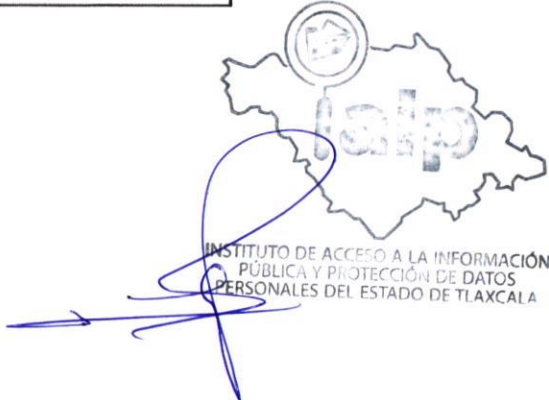 iaip
INSTITUTO DE ACCESO A LA INFORMACIÓN
PÚBLICA Y PROTECCIÓN DE DATOS
PERSONALES DEL ESTADO DE TLAXCALA